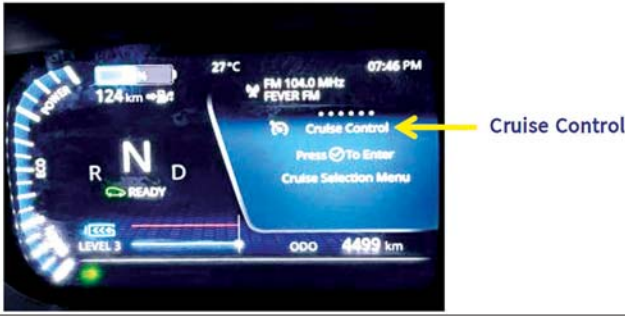 27°C
07:46 PM
FM 104.0 MHz
FEVER FM
124 km
POWER
ECO
Cruise Control
Cruise Control
Press To Enter
Cruise Selection Menu
R N D
READY
LEVEL 3
ODO 4499 km